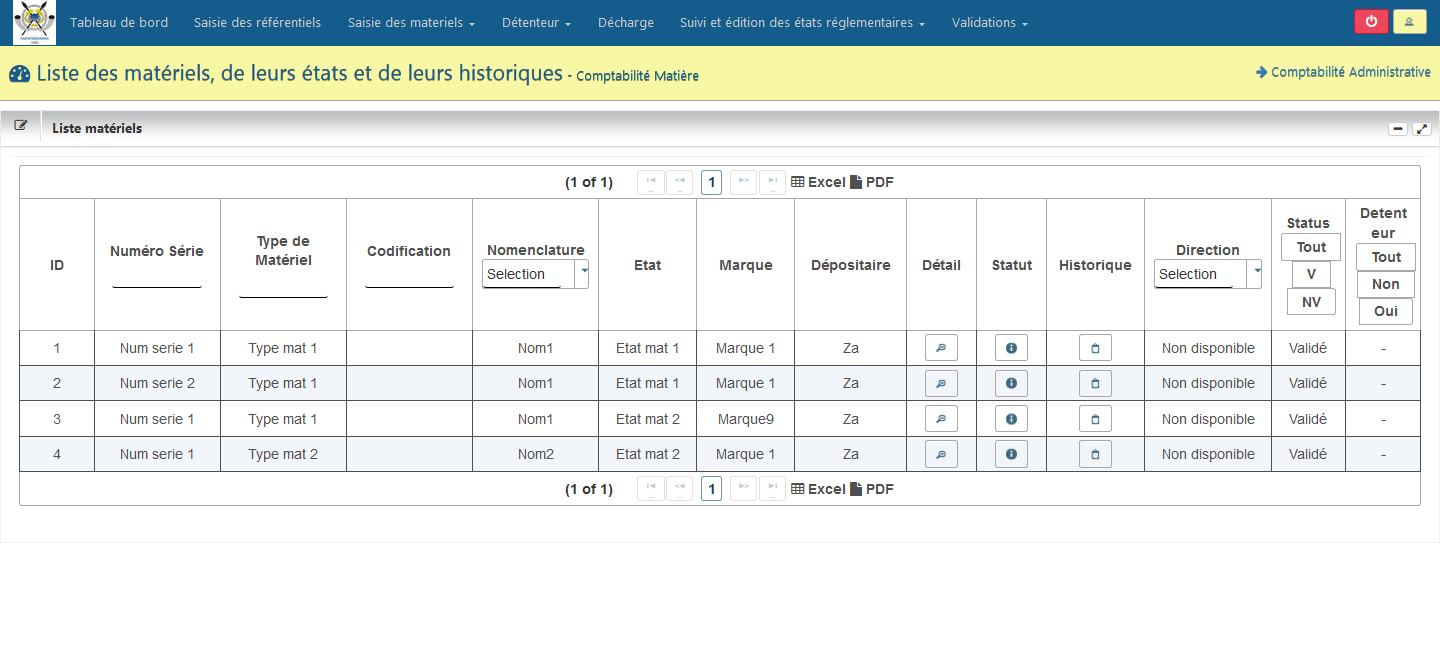 Tableau de bord Saisie des référentiels Saisie des materiels Détenteur Décharge Suivi et édition des états réglementaires Validations
Liste des matériels, de leurs états et de leurs historiques - Comptabilité Matière
Comptabilité Administrative
Liste matériels
(1 of 1) 1 Excel PDF
ID Numéro Série Type de Matériel Codification Nomenclature Selection Etat Marque Dépositaire Détail Statut Historique Direction Selection Status Tout V NV Detenteur Tout Non Oui
1 Num serie 1 Type mat 1 Nom1 Etat mat 1 Marque 1 Za Non disponible Validé -
2 Num serie 2 Type mat 1 Nom1 Etat mat 1 Marque 1 Za Non disponible Validé -
3 Num serie 1 Type mat 1 Nom1 Etat mat 2 Marque9 Za Non disponible Validé -
4 Num serie 1 Type mat 2 Nom2 Etat mat 2 Marque 1 Za Non disponible Validé -
(1 of 1) 1 Excel PDF